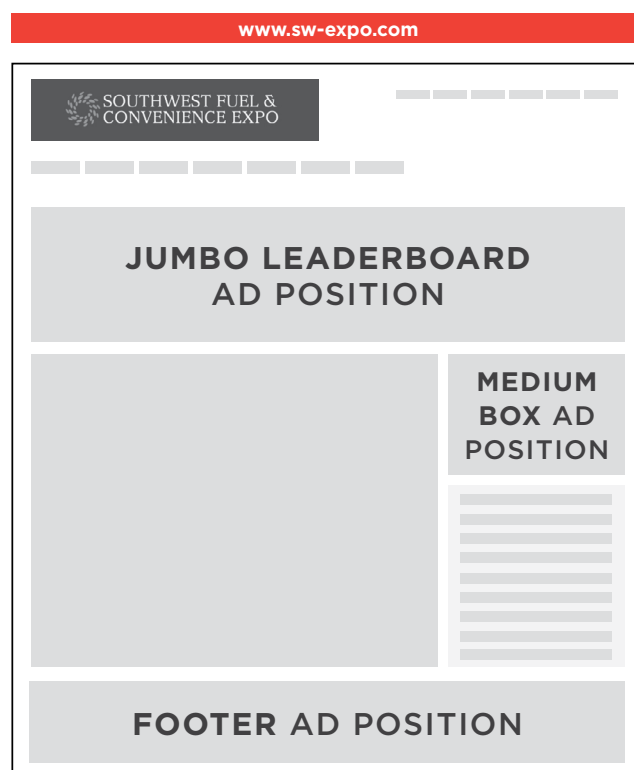 www.sw-expo.com
SOUTHWEST FUEL &
CONVENIENCE EXPO
JUMBO LEADERBOARD
AD POSITION
MEDIUM
BOX AD
POSITION
FOOTER AD POSITION